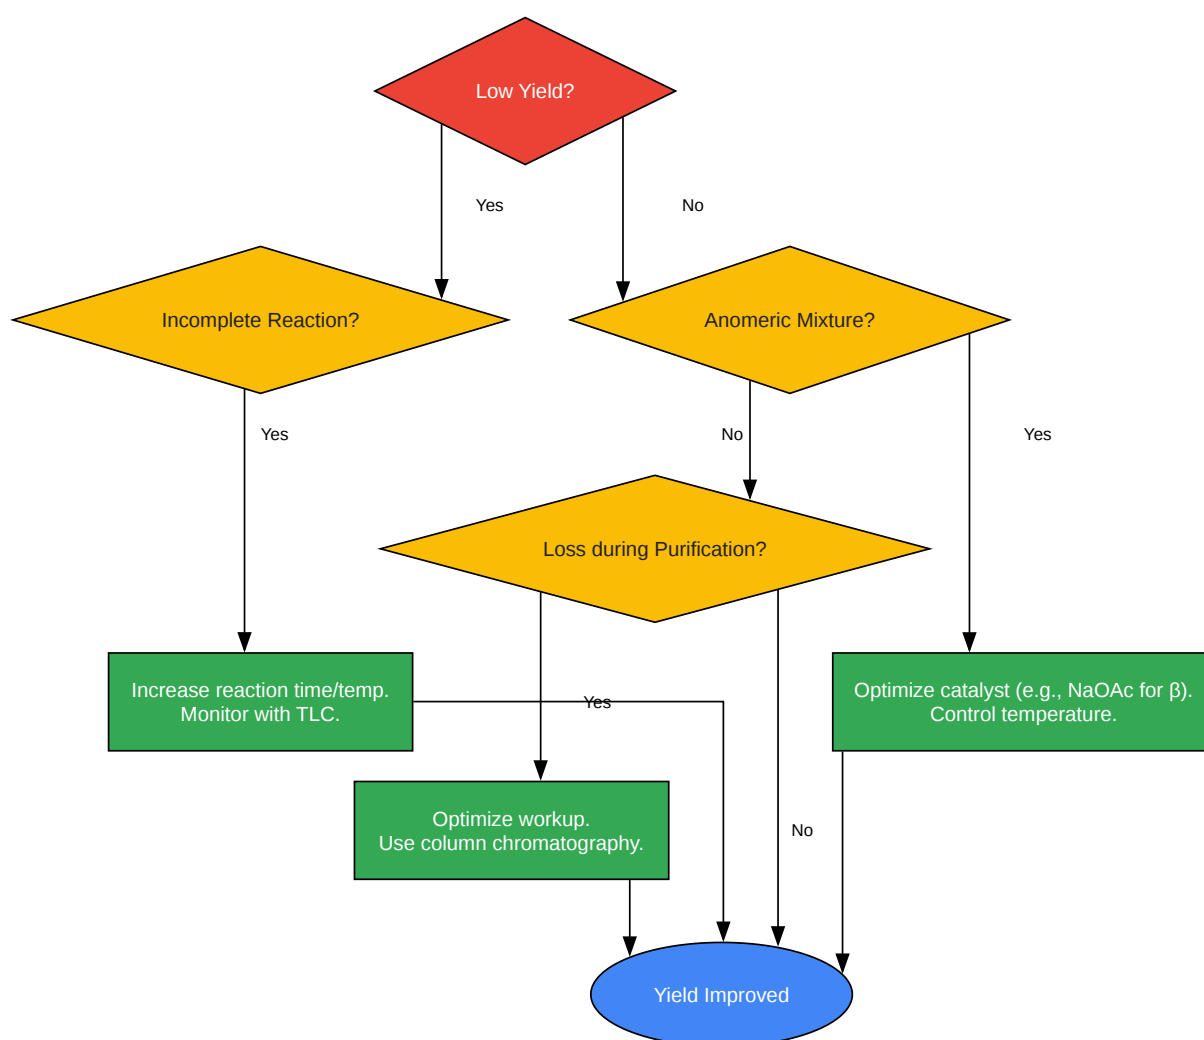 Low Yield?
Yes
No
Incomplete Reaction?
Anomeric Mixture?
Yes
No
Yes
Loss during Purification?
Increase reaction time/temp.
Monitor with TLC.
Yes
Optimize catalyst (e.g., NaOAc for β).
Control temperature.
Optimize workup.
Use column chromatography.
No
Yield Improved